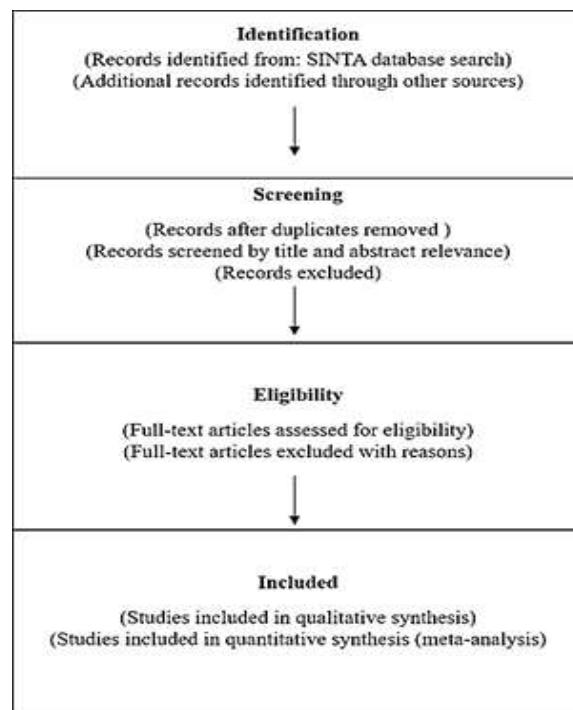 Identification
(Records identified from: SINTA database search)
(Additional records identified through other sources)
Screening
(Records after duplicates removed )
(Records screened by title and abstract relevance)
(Records excluded)
Eligibility
(Full-text articles assessed for eligibility)
(Full-text articles excluded with reasons)
Included
(Studies included in qualitative synthesis)
(Studies included in quantitative synthesis (meta-analysis)